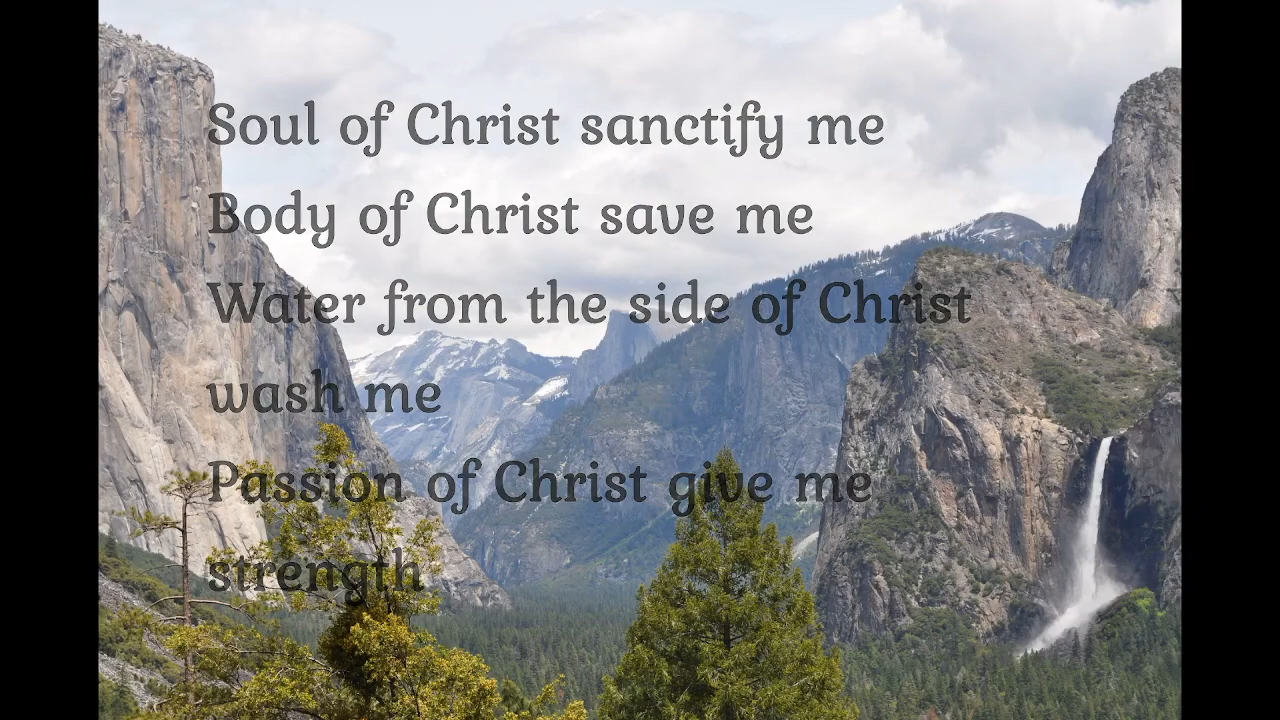 Soul of Christ sanctify me
Body of Christ save me
Water from the side of Christ
wash me
Passion of Christ give me
strength